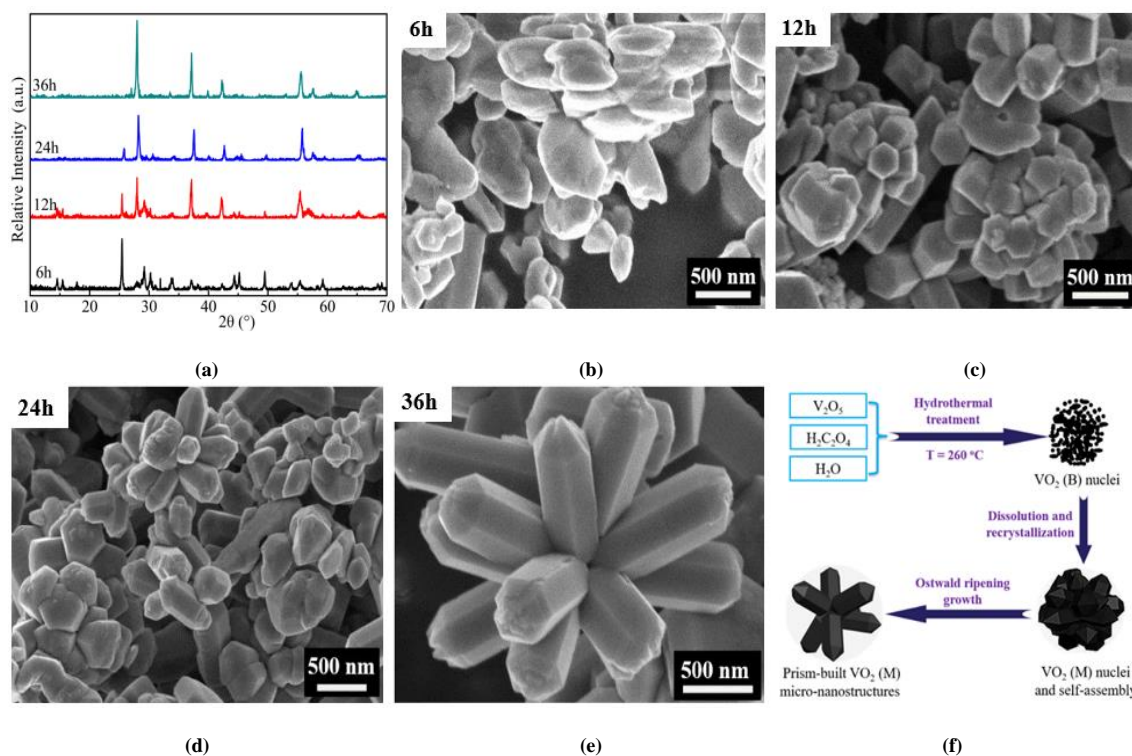 Relative Intensity (a.u.)
36h
24h
12h
6h
10 20 30 40 50 60 70
2θ (°)
(a)
6h
500 nm
(b)
12h
500 nm
(c)
24h
500 nm
(d)
36h
500 nm
(e)
V₂O₅
H₂C₂O₄
H₂O
Hydrothermal
treatment
T = 260 °C
VO₂ (B) nuclei
Dissolution and
recrystallization
Ostwald ripening
growth
Prism-built VO₂ (M)
micro-nanostructures
VO₂ (M) nuclei
and self-assembly
(f)